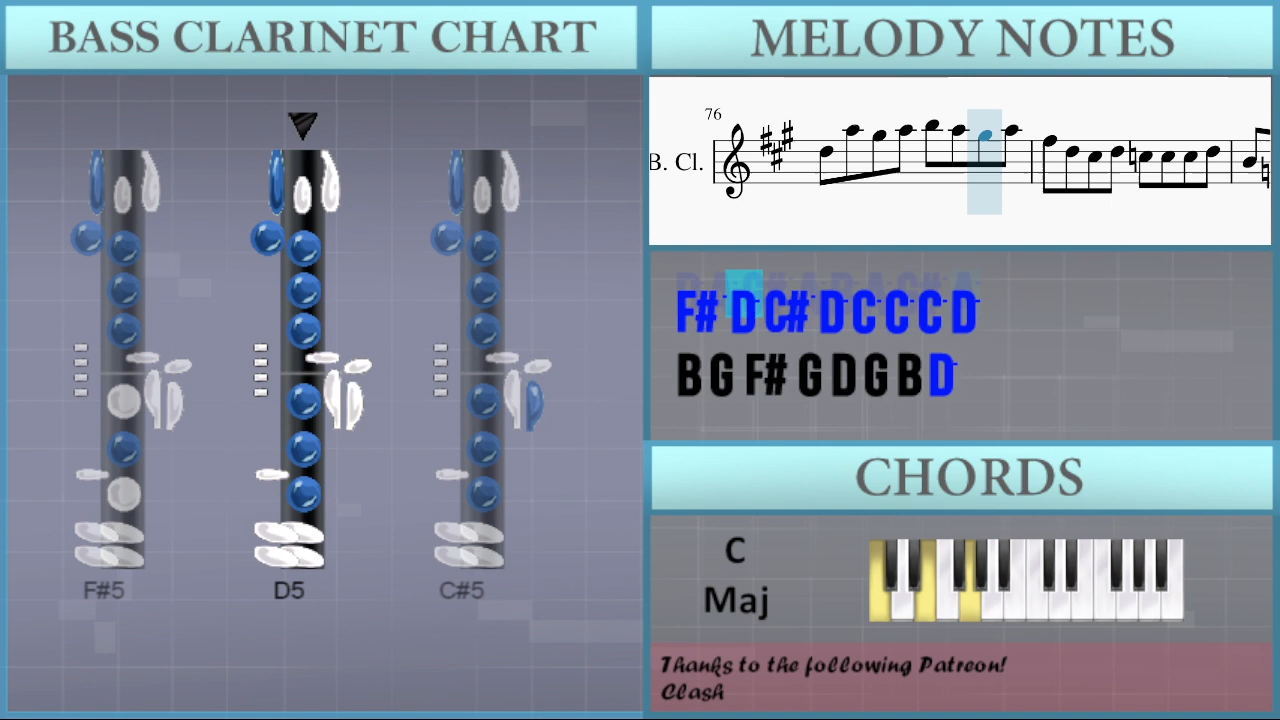 BASS CLARINET CHART
F#5 D5 C#5
MELODY NOTES
76
B. Cl.
F# D C# D C C C D
B G F# G D G B D
CHORDS
C
Maj
Thanks to the following Patreon!
Clash